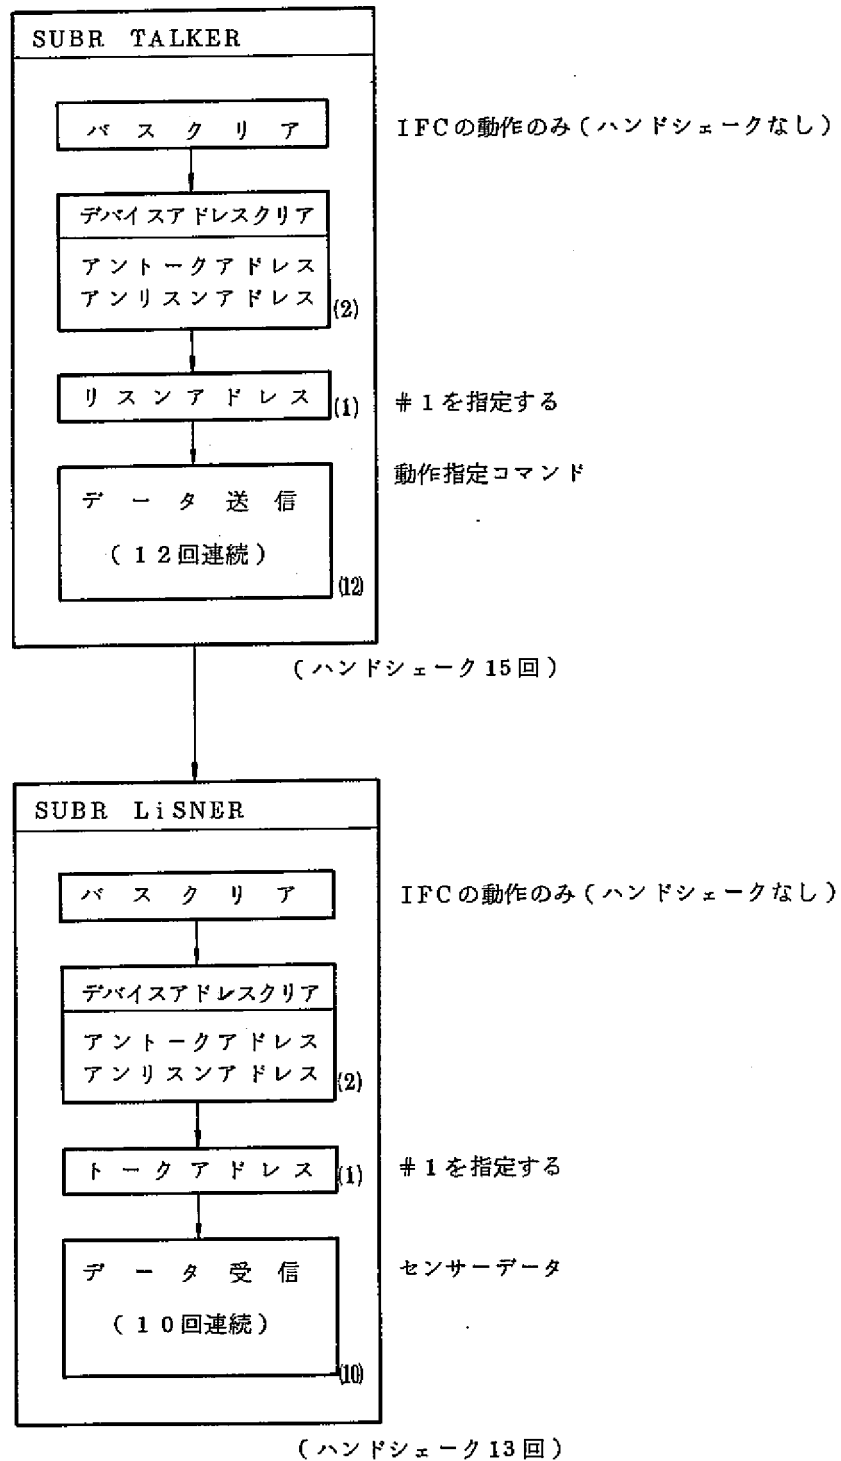 SUBR TALKER
バスクリア
IFCの動作のみ(ハンドシェークなし)
デバイスアドレスクリア
アントークアドレス
アンリスンアドレス
(2)
リスンアドレス
(1)
#1を指定する
動作指定コマンド
データ送信
(12回連続)
(12)
(ハンドシェーク15回)
SUBR LiSNER
バスクリア
IFCの動作のみ(ハンドシェークなし)
デバイスアドレスクリア
アントークアドレス
アンリスンアドレス
(2)
トークアドレス
(1)
#1を指定する
センサーデータ
データ受信
(10回連続)
(10)
(ハンドシェーク13回)